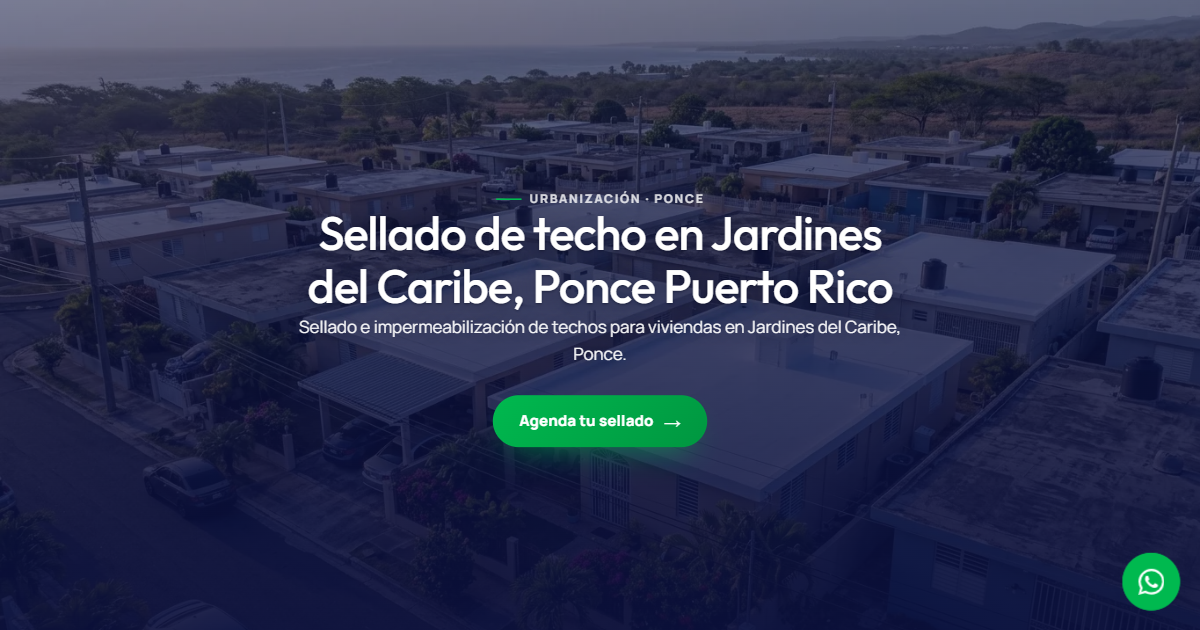 URBANIZACIÓN · PONCE
Sellado de techo en Jardines
del Caribe, Ponce Puerto Rico
Sellado e impermeabilización de techos para viviendas en Jardines del Caribe,
Ponce.
Agenda tu sellado →